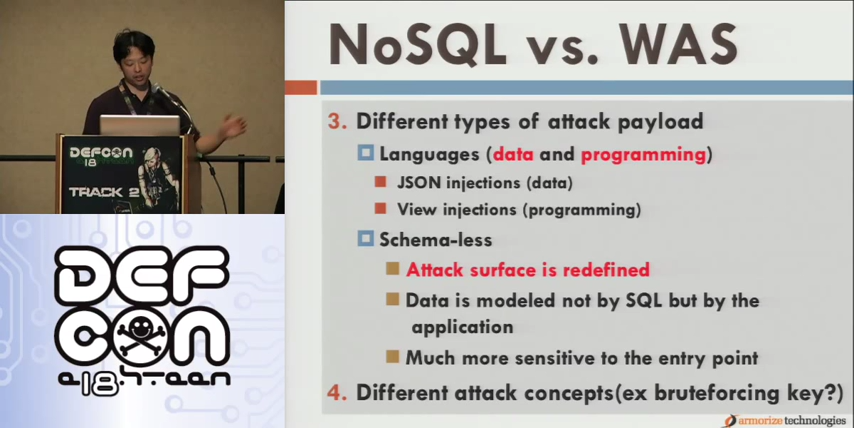 DEFCON
18
TRACK 2
DEF
CON
e18hteen
NoSQL vs. WAS
3. Different types of attack payload
Languages (data and programming)
JSON injections (data)
View injections (programming)
Schema-less
Attack surface is redefined
Data is modeled not by SQL but by the
application
Much more sensitive to the entry point
4. Different attack concepts(ex bruteforcing key?)
armorize technologies